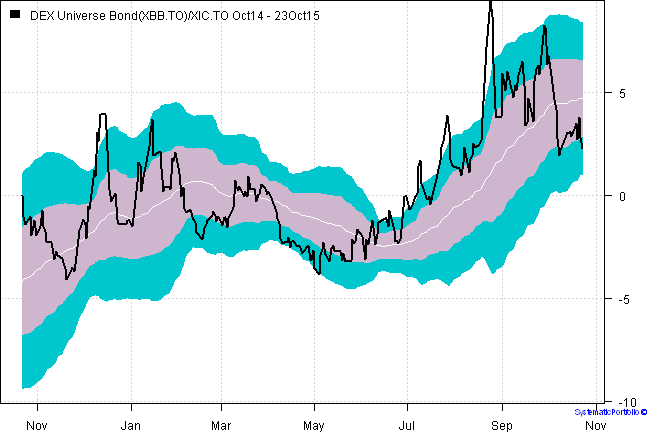 DEX Universe Bond(XBB.TO)/XIC.TO Oct14 - 23Oct15
5
0
-5
-10
SystematicPortfolio ©
Nov Jan Mar May Jul Sep Nov